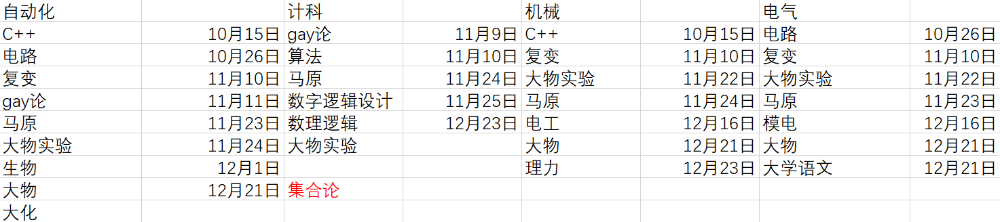 自动化 计科 机械 电气
C++ 10月15日 gay论 11月9日 C++ 10月15日 电路 10月26日
电路 10月26日 算法 11月10日 复变 11月10日 复变 11月10日
复变 11月10日 马原 11月24日 大物实验 11月22日 大物实验 11月22日
gay论 11月11日 数字逻辑设计 11月25日 马原 11月24日 马原 11月23日
马原 11月23日 数理逻辑 12月23日 电工 12月16日 模电 12月16日
大物实验 11月24日 大物实验 大物 12月21日 大物 12月21日
生物 12月1日 理力 12月23日 大学语文 12月21日
大物 12月21日 集合论
大化